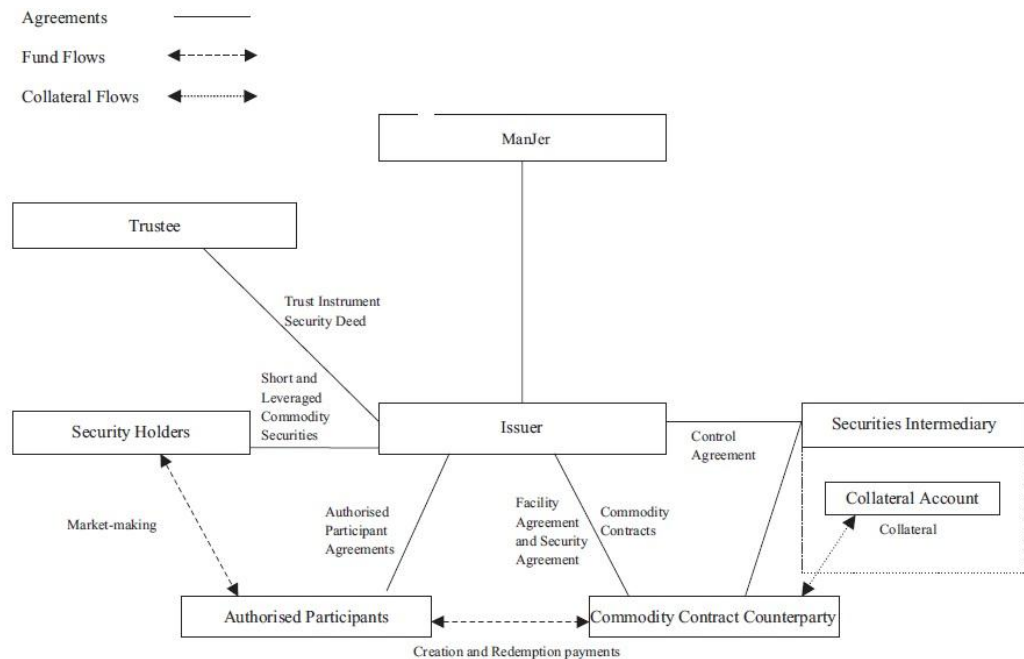 Agreements
Fund Flows
Collateral Flows
ManJer
Trustee
Trust Instrument
Security Deed
Short and
Leveraged
Commodity
Securities
Security Holders
Issuer
Securities Intermediary
Control
Agreement
Collateral Account
Collateral
Market-making
Authorised
Participant
Agreements
Facility
Agreement
and Security
Agreement
Commodity
Contracts
Authorised Participants
Commodity Contract Counterparty
Creation and Redemption payments